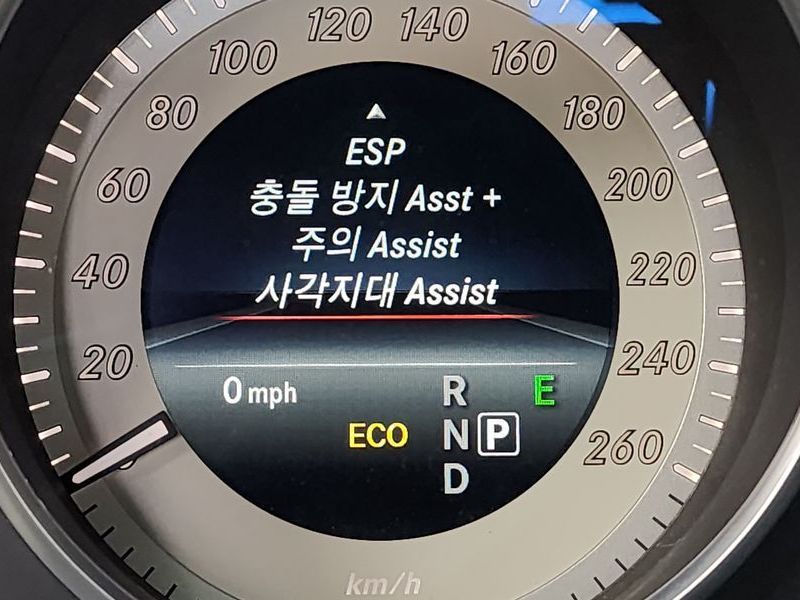 120 140
100 160
80 180
60 200
40 220
20 240
260
▲
ESP
충돌 방지 Asst +
주의 Assist
사각지대 Assist
0 mph
R E
ECO N P
D
km/h